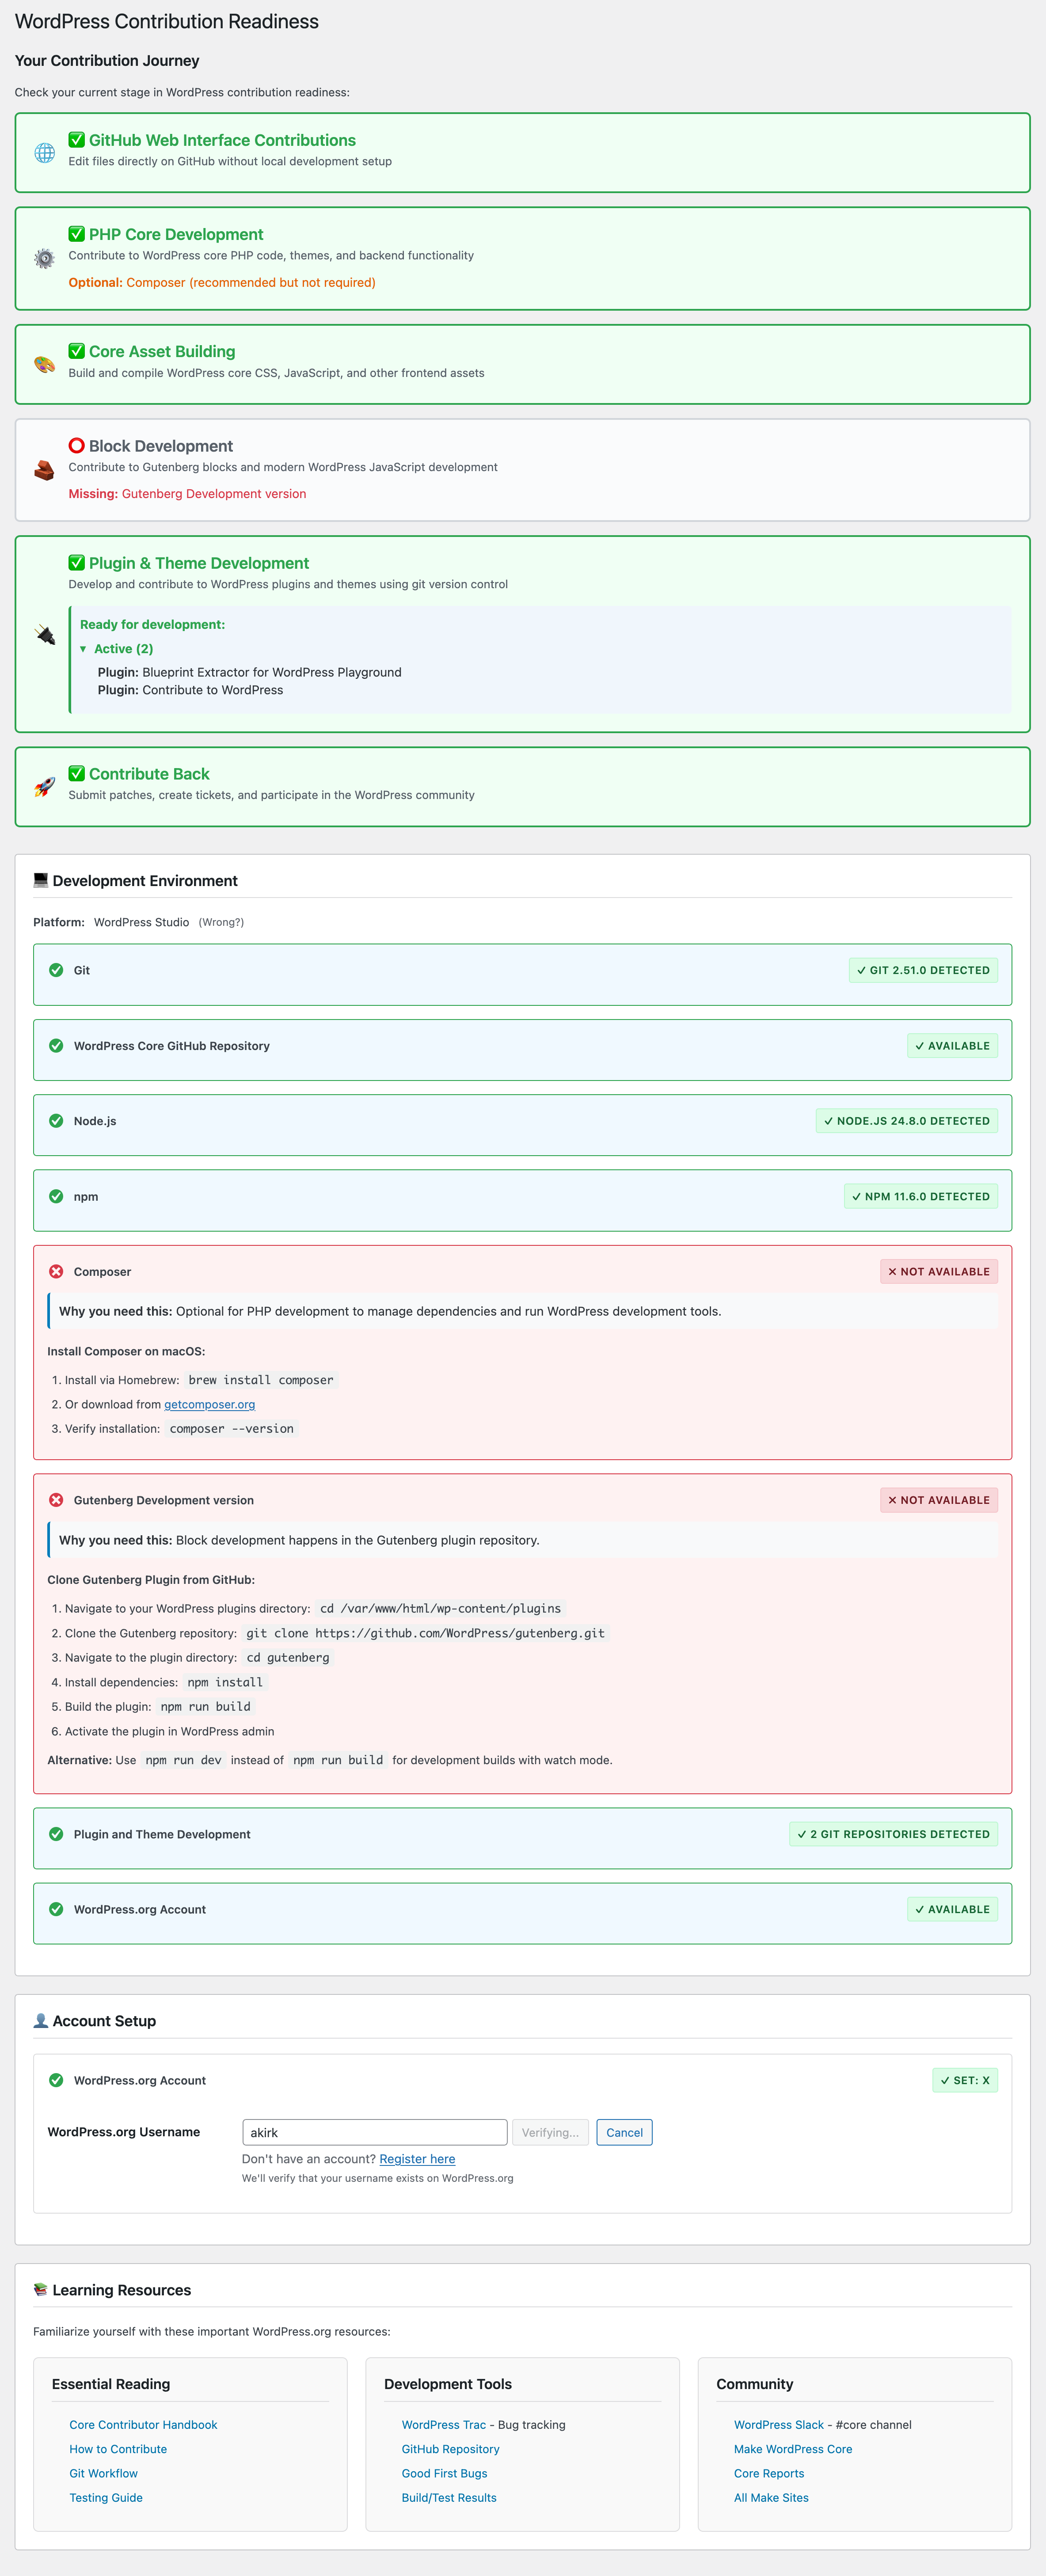 WordPress Contribution Readiness
Your Contribution Journey
Check your current stage in WordPress contribution readiness:
✅ GitHub Web Interface Contributions
Edit files directly on GitHub without local development setup
✅ PHP Core Development
Contribute to WordPress core PHP code, themes, and backend functionality
Optional: Composer (recommended but not required)
✅ Core Asset Building
Build and compile WordPress core CSS, JavaScript, and other frontend assets
⭕ Block Development
Contribute to Gutenberg blocks and modern WordPress JavaScript development
Missing: Gutenberg Development version
✅ Plugin & Theme Development
Develop and contribute to WordPress plugins and themes using git version control
Ready for development:
▼ Active (2)
Plugin: Blueprint Extractor for WordPress Playground
Plugin: Contribute to WordPress
✅ Contribute Back
Submit patches, create tickets, and participate in the WordPress community
Development Environment
Platform: WordPress Studio (Wrong?)
Git ✓ GIT 2.51.0 DETECTED
WordPress Core GitHub Repository ✓ AVAILABLE
Node.js ✓ NODE.JS 24.8.0 DETECTED
npm ✓ NPM 11.6.0 DETECTED
Composer ✕ NOT AVAILABLE
Why you need this: Optional for PHP development to manage dependencies and run WordPress development tools.
Install Composer on macOS:
1. Install via Homebrew: brew install composer
2. Or download from getcomposer.org
3. Verify installation: composer --version
Gutenberg Development version ✕ NOT AVAILABLE
Why you need this: Block development happens in the Gutenberg plugin repository.
Clone Gutenberg Plugin from GitHub:
1. Navigate to your WordPress plugins directory: cd /var/www/html/wp-content/plugins
2. Clone the Gutenberg repository: git clone https://github.com/WordPress/gutenberg.git
3. Navigate to the plugin directory: cd gutenberg
4. Install dependencies: npm install
5. Build the plugin: npm run build
6. Activate the plugin in WordPress admin
Alternative: Use npm run dev instead of npm run build for development builds with watch mode.
Plugin and Theme Development ✓ 2 GIT REPOSITORIES DETECTED
WordPress.org Account ✓ AVAILABLE
Account Setup
WordPress.org Account ✓ SET: X
WordPress.org Username akirk Verifying... Cancel
Don't have an account? Register here
We'll verify that your username exists on WordPress.org
Learning Resources
Familiarize yourself with these important WordPress.org resources:
Essential Reading
Core Contributor Handbook
How to Contribute
Git Workflow
Testing Guide
Development Tools
WordPress Trac - Bug tracking
GitHub Repository
Good First Bugs
Build/Test Results
Community
WordPress Slack - #core channel
Make WordPress Core
Core Reports
All Make Sites